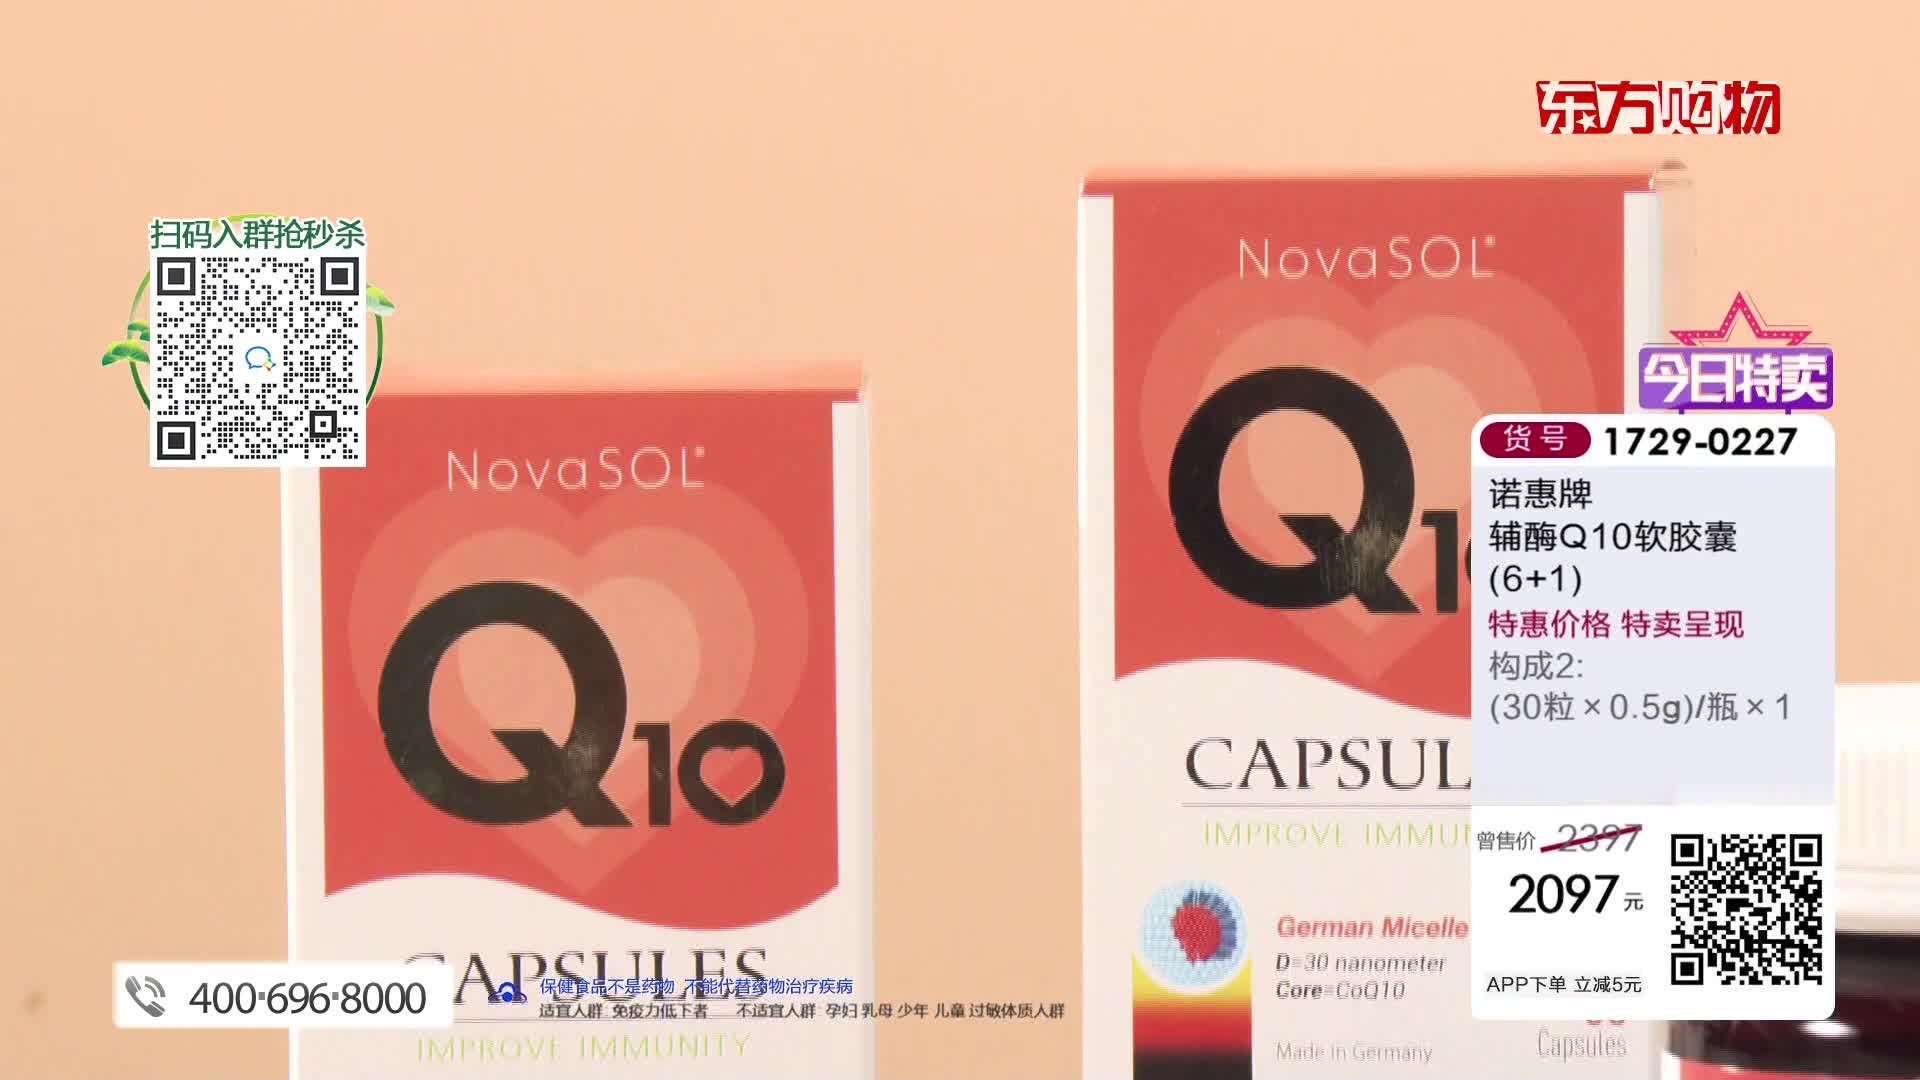 东方购物
扫码入群抢秒杀
NovaSOL®
Q10
CAPSULES
IMPROVE IMMUNITY
NovaSOL®
Q10
CAPSUL
IMPROVE IMMUN
German Micelle
D=30 nanometer
Core=CoQ10
Made in Germany
Capsules
今日特卖
货号 1729-0227
诺惠牌
辅酶Q10软胶囊
(6+1)
特惠价格 特卖呈现
构成2:
(30粒×0.5g)/瓶×1
曾售价 2397
2097元
APP下单 立减5元
400-696-8000
保健食品不是药物 不能代替药物治疗疾病
适宜人群: 免疫力低下者 不适宜人群: 孕妇 乳母 少年 儿童 过敏体质人群